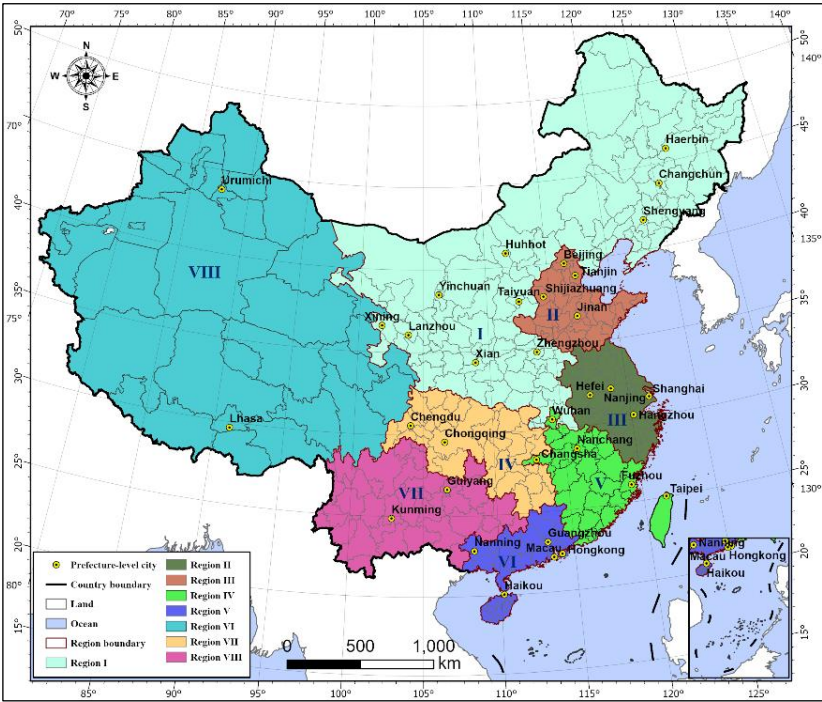 80° 85° 90° 95° 100° 105° 110° 115° 120° 125° 130° 135° 140°
50°
50°
140°
N
W E
S
70°
45°
Haerbin
Changchun
Urumichi
40°
40°
Shengyang
135°
Huhhot
Beijing
VIII
Tianjin
Yinchuan
Taiyuan
Shijiazhuang
35°
35°
75°
Xining
Lanzhou
I
II
Jinan
Zhengzhou
Xian
30°
30°
Hefei
Nanjing
Shanghai
Hangzhou
Wuhan
III
Lhasa
Chengdu
Chongqing
Nanchang
Changsha
IV
25°
25°
V
Fuzhou
130°
VII
Guiyang
Taipei
Kunming
Guangzhou
20°
20°
Nanning
VI
Macau
Hongkong
Nanning
Hongkong
Macau
Haikou
80°
Haikou
15°
15°
Prefecture-level city
Country boundary
Land
Ocean
Region boundary
Region I
Region II
Region III
Region IV
Region V
Region VI
Region VII
Region VIII
0 500 1,000
km
85° 90° 95° 100° 105° 110° 115° 120° 125°